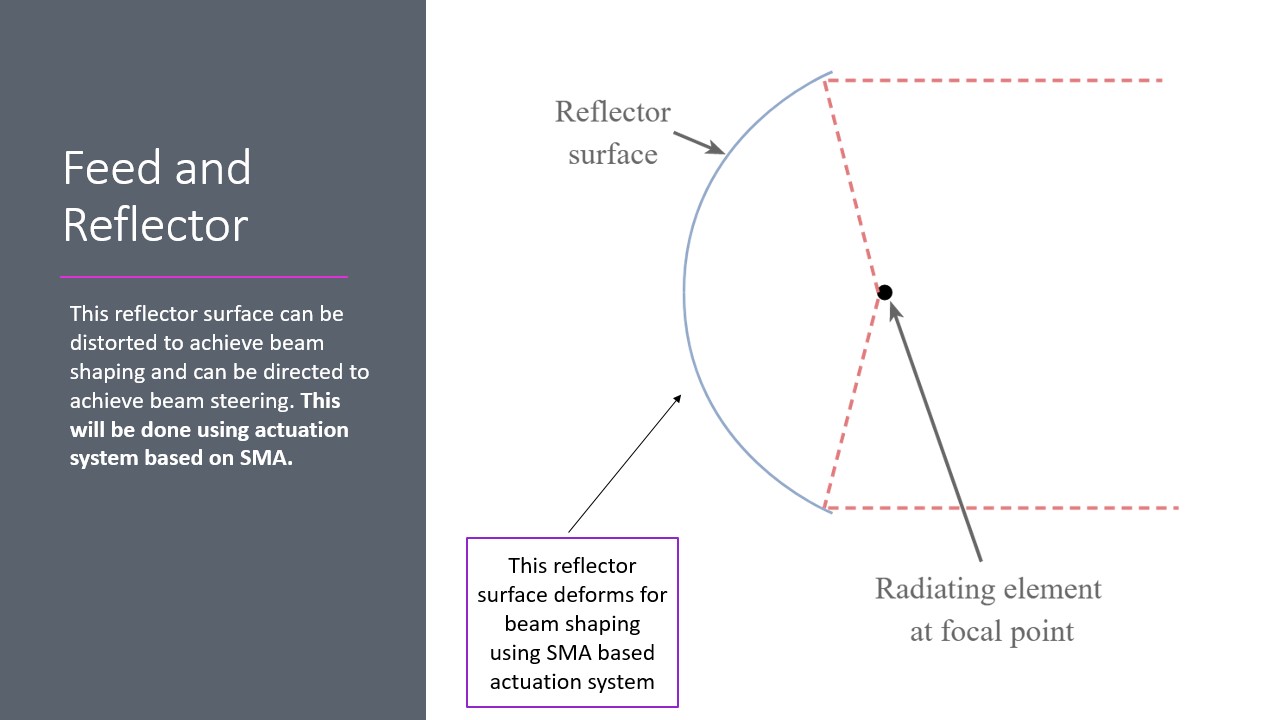 Feed and
Reflector
This reflector surface can be
distorted to achieve beam
shaping and can be directed to
achieve beam steering. This
will be done using actuation
system based on SMA.
Reflector
surface
This reflector
surface deforms for
beam shaping
using SMA based
actuation system
Radiating element
at focal point